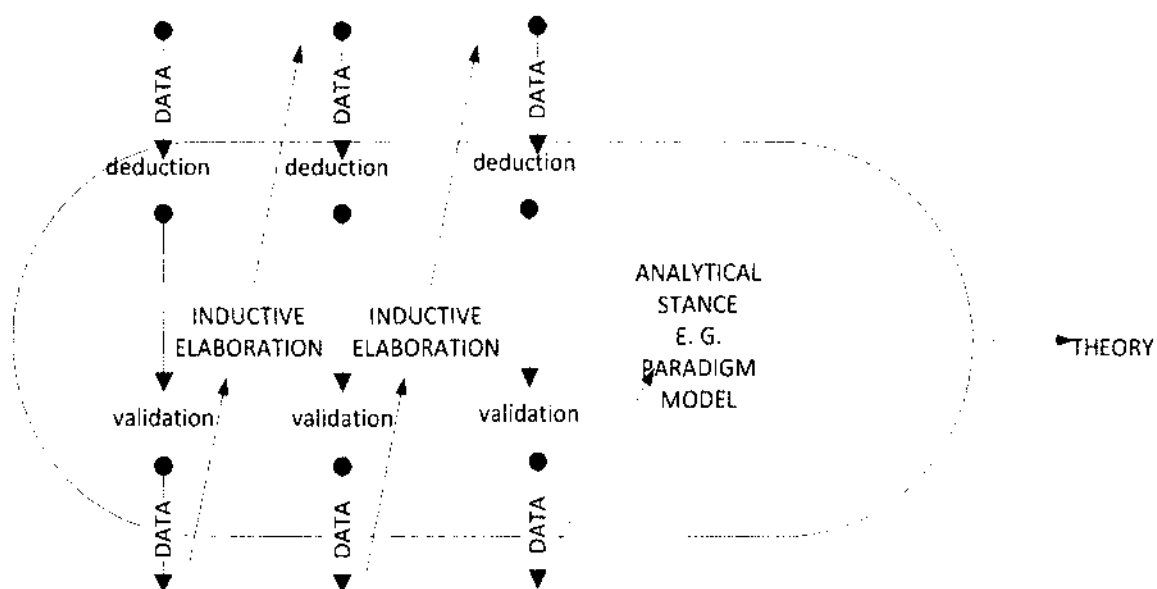 DATA
DATA
DATA
deduction
deduction
deduction
INDUCTIVE
ELABORATION
INDUCTIVE
ELABORATION
ANALYTICAL
STANCE
E. G.
PARADIGM
MODEL
THEORY
validation
validation
validation
DATA
DATA
DATA